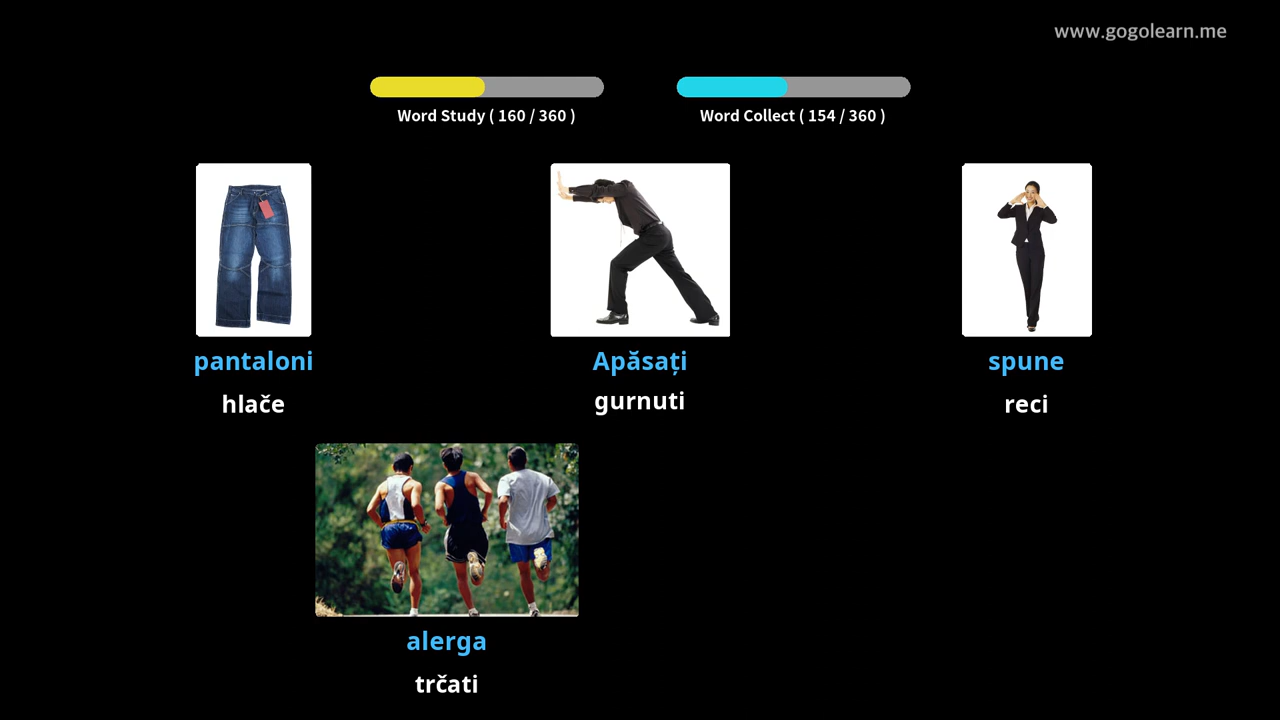 www.gogolearn.me
Word Study ( 160 / 360 )
Word Collect ( 154 / 360 )
pantaloni
hlače
Apăsați
gurnuti
spune
reci
alerga
trčati